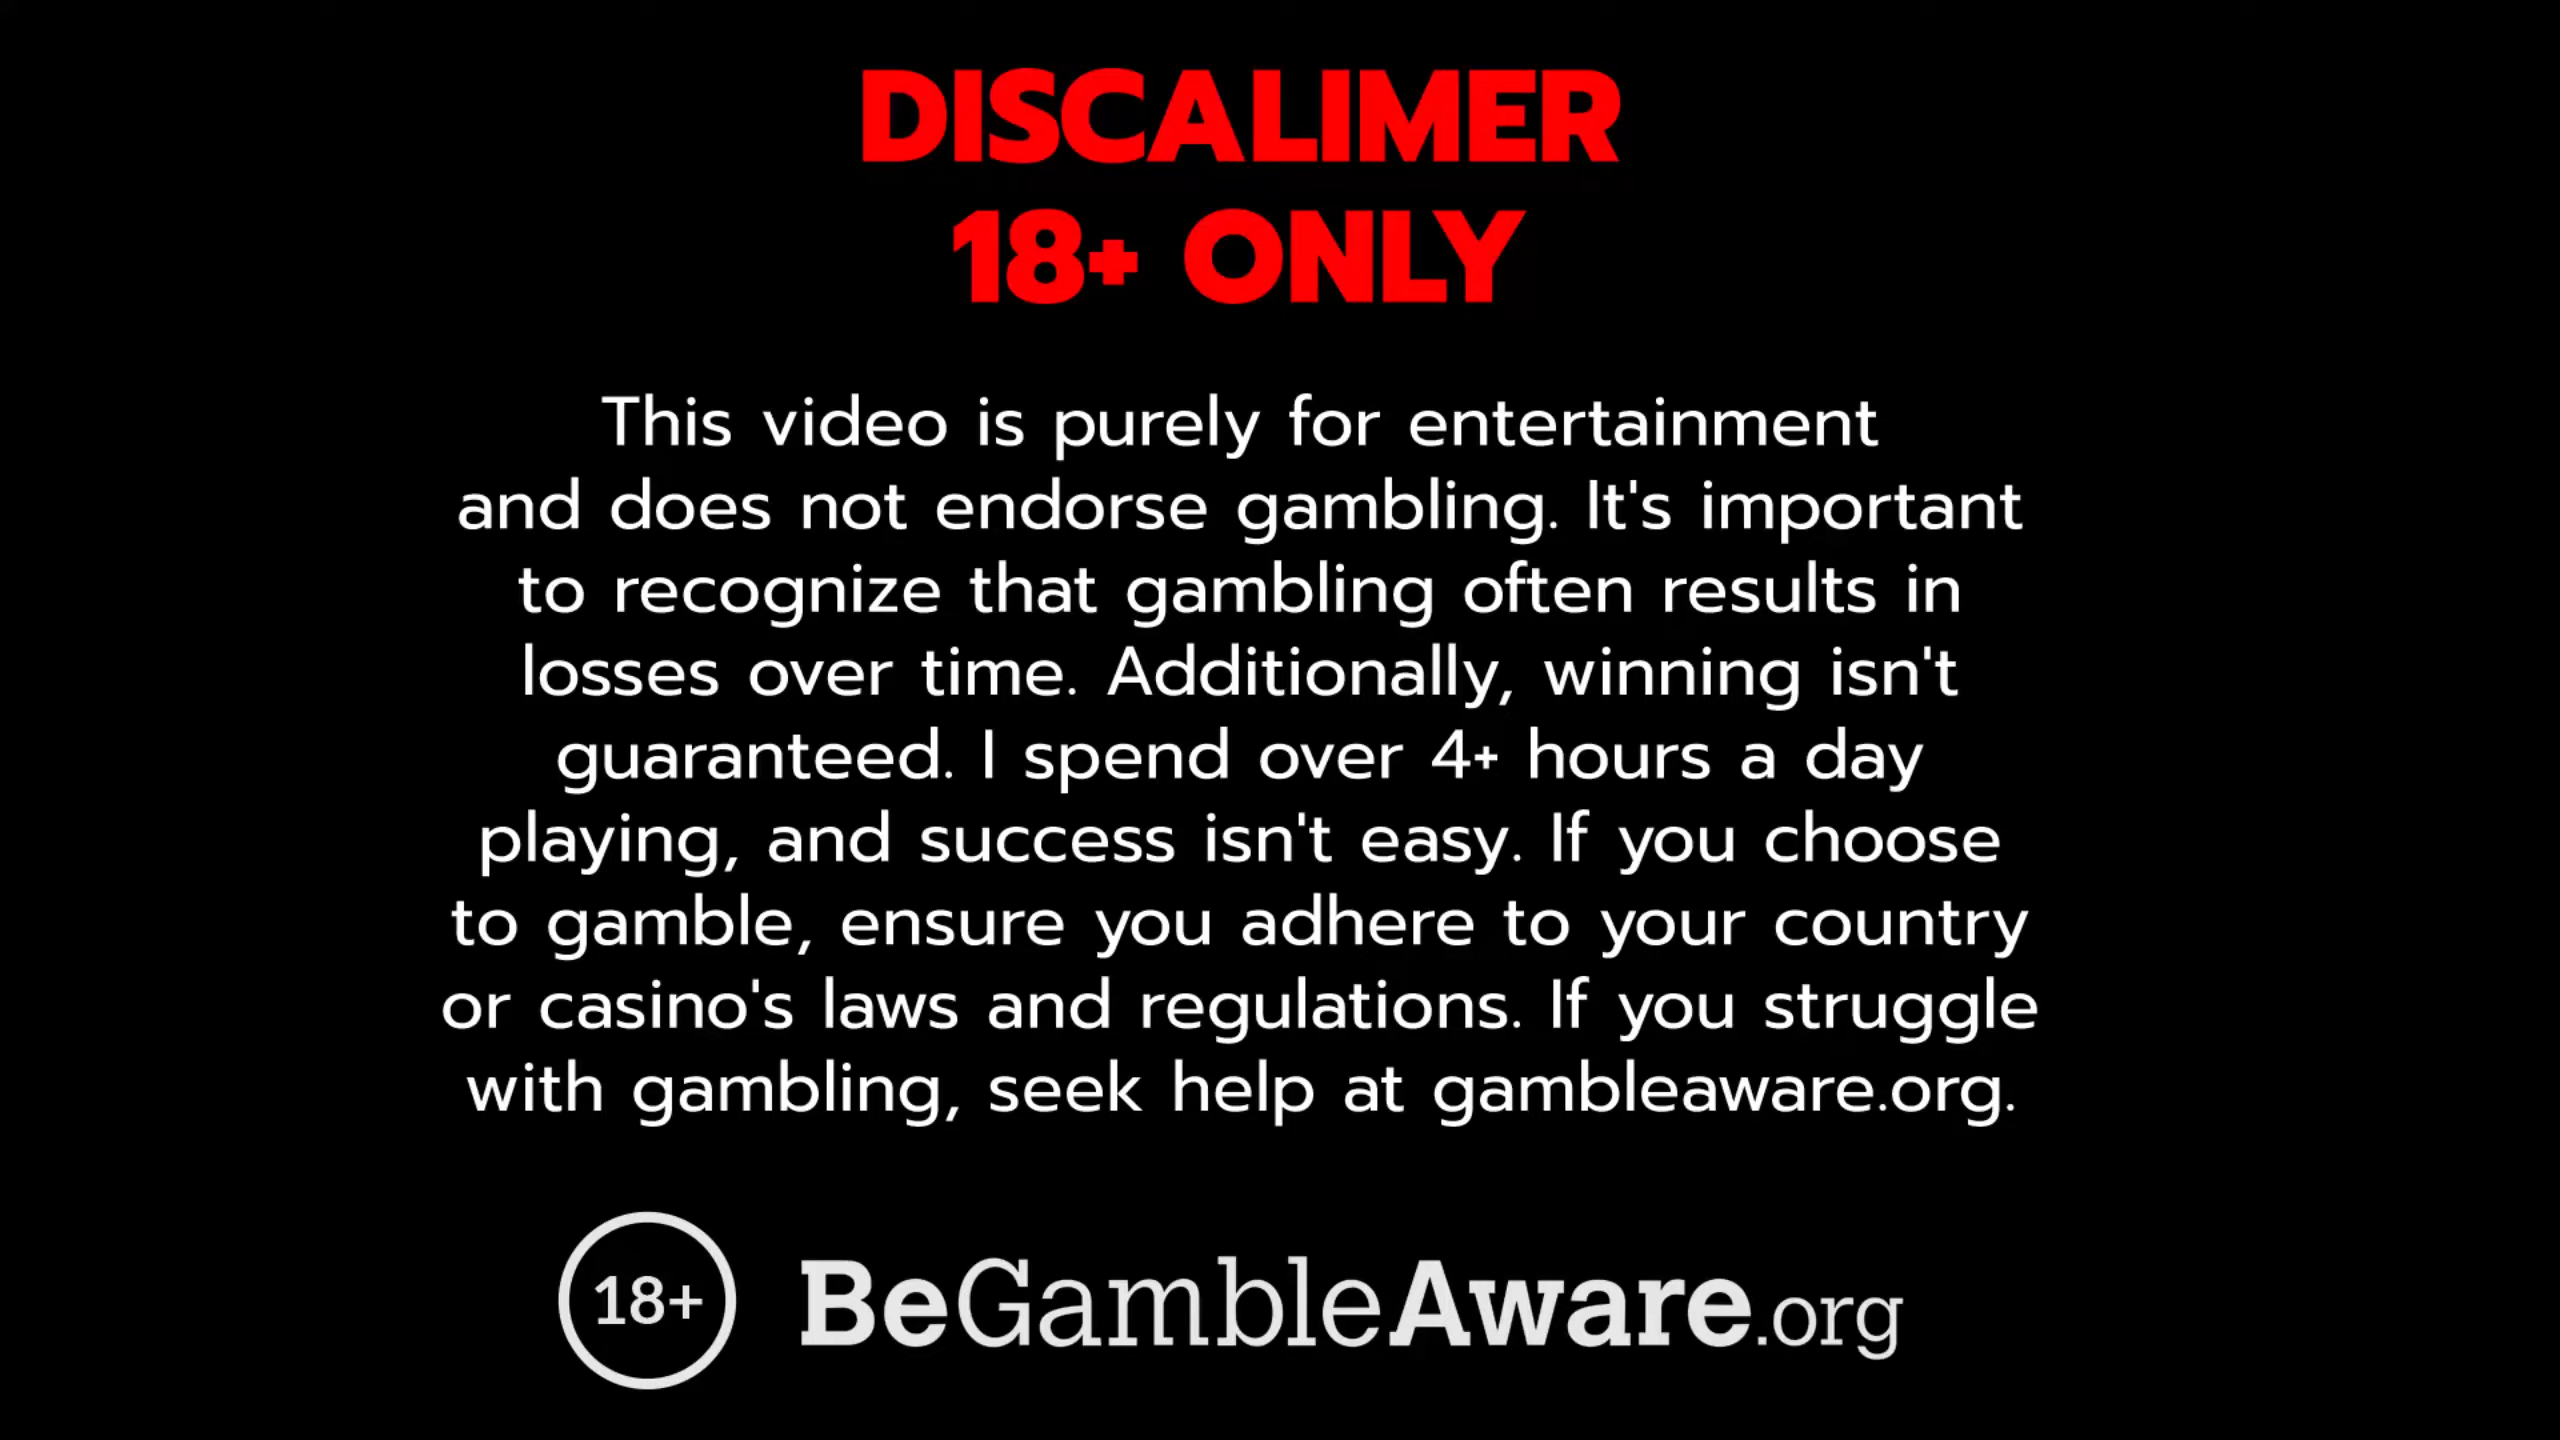 DISCALIMER
18+ ONLY
This video is purely for entertainment
and does not endorse gambling. It's important
to recognize that gambling often results in
losses over time. Additionally, winning isn't
guaranteed. I spend over 4+ hours a day
playing, and success isn't easy. If you choose
to gamble, ensure you adhere to your country
or casino's laws and regulations. If you struggle
with gambling, seek help at gambleaware.org.
18+ BeGambleAware.org